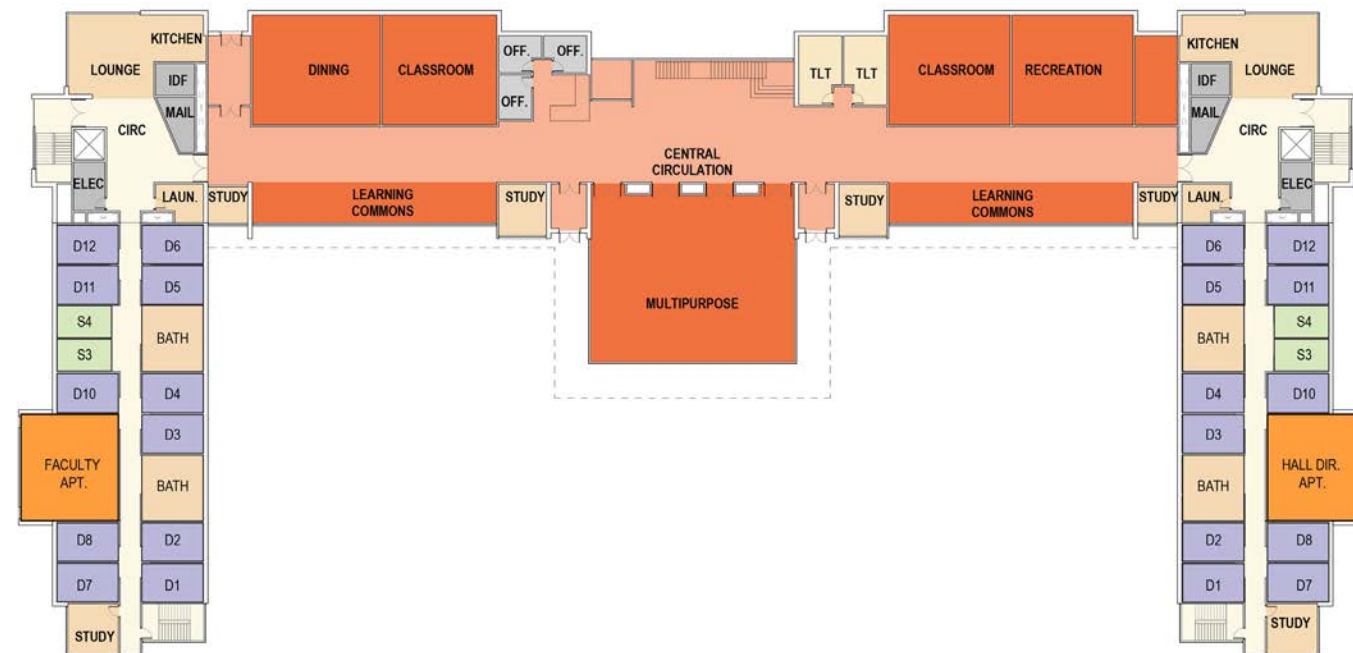 KITCHEN
LOUNGE
IDF
MAIL
CIRC
ELEC
LAUN.
STUDY
DINING
CLASSROOM
OFF.
OFF.
OFF.
LEARNING
COMMONS
STUDY
CENTRAL
CIRCULATION
MULTIPURPOSE
TLT
TLT
CLASSROOM
RECREATION
STUDY
LEARNING
COMMONS
STUDY
KITCHEN
LOUNGE
IDF
MAIL
CIRC
ELEC
LAUN.
D12
D6
D11
D5
S4
BATH
S3
D10
D4
D3
FACULTY
APT.
BATH
D8
D2
D7
D1
STUDY
D6
D12
D5
D11
S4
BATH
S3
D4
D10
D3
HALL DIR.
APT.
BATH
D2
D8
D1
D7
STUDY